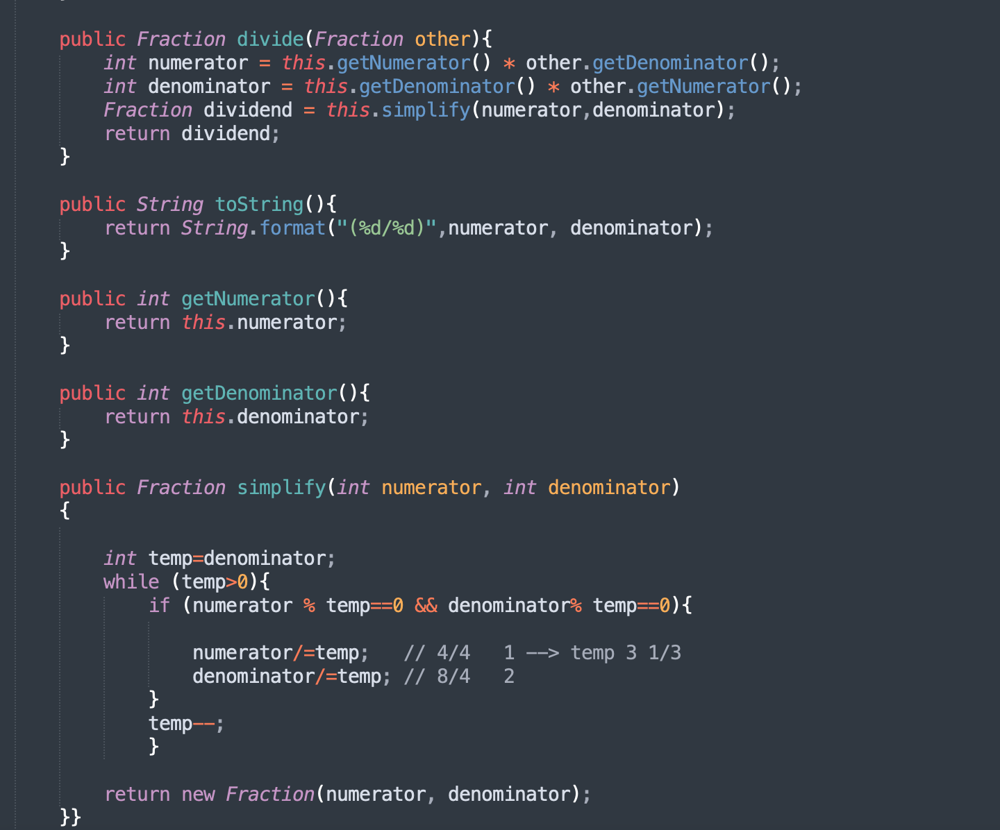 public Fraction divide(Fraction other){
int numerator = this.getNumerator() * other.getDenominator();
int denominator = this.getDenominator() * other.getNumerator();
Fraction dividend = this.simplify(numerator,denominator);
return dividend;
}
public String toString(){
return String.format("(%d/%d)",numerator, denominator);
}
public int getNumerator(){
return this.numerator;
}
public int getDenominator(){
return this.denominator;
}
public Fraction simplify(int numerator, int denominator)
{
int temp=denominator;
while (temp>0){
if (numerator % temp==0 && denominator% temp==0){
numerator/=temp;   // 4/4   1 --> temp 3 1/3
denominator/=temp; // 8/4   2
}
temp--;
}
return new Fraction(numerator, denominator);
}}